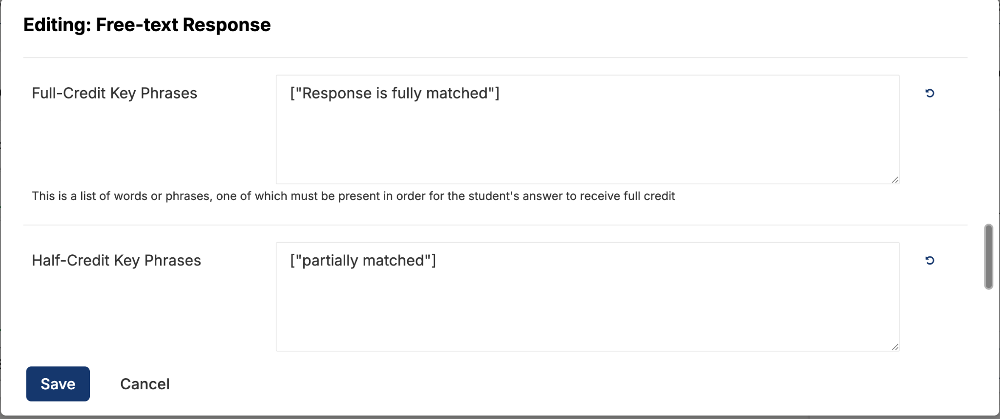 Editing: Free-text Response
Full-Credit Key Phrases
["Response is fully matched"]
This is a list of words or phrases, one of which must be present in order for the student's answer to receive full credit
Half-Credit Key Phrases
["partially matched"]
Save
Cancel